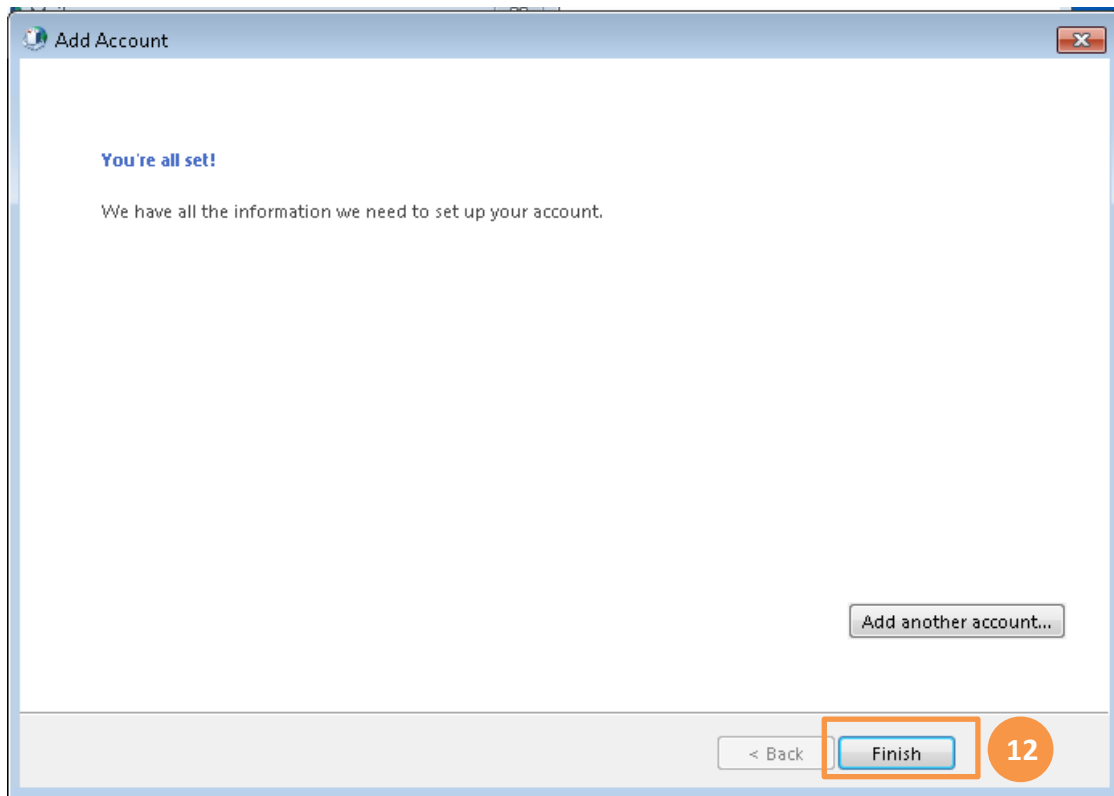 Add Account
You're all set!
We have all the information we need to set up your account.
Add another account...
< Back
Finish
12